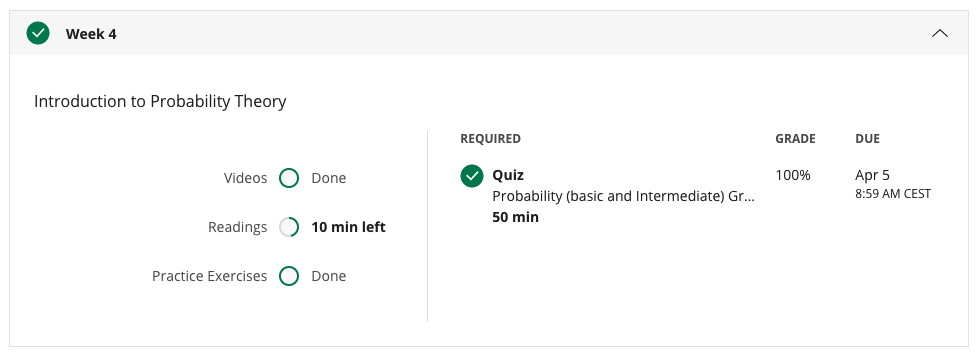 Week 4
Introduction to Probability Theory
Videos Done
Readings 10 min left
Practice Exercises Done
REQUIRED GRADE DUE
Quiz 100% Apr 5
Probability (basic and Intermediate) Gr... 8:59 AM CEST
50 min